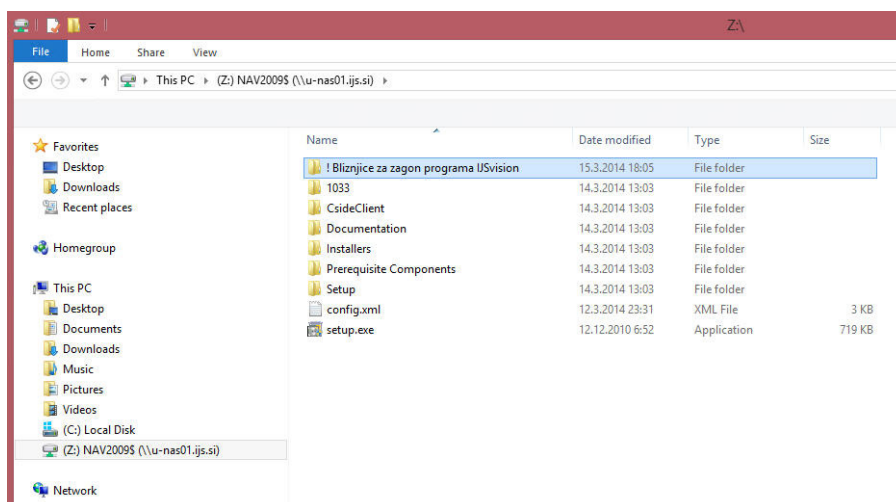 Z:\
File Home Share View
This PC (Z:) NAV2009$ (\\u-nas01.ijs.si)
Name Date modified Type Size
Favorites
Desktop
Downloads
Recent places
Homegroup
This PC
Desktop
Documents
Downloads
Music
Pictures
Videos
(C:) Local Disk
(Z:) NAV2009$ (\\u-nas01.ijs.si)
Network
! Bliznjice za zagon programa IJSvision 15.3.2014 18:05 File folder
1033 14.3.2014 13:03 File folder
CsideClient 14.3.2014 13:03 File folder
Documentation 14.3.2014 13:03 File folder
Installers 14.3.2014 13:03 File folder
Prerequisite Components 14.3.2014 13:03 File folder
Setup 14.3.2014 13:03 File folder
config.xml 12.3.2014 23:31 XML File 3 KB
setup.exe 12.12.2010 6:52 Application 719 KB